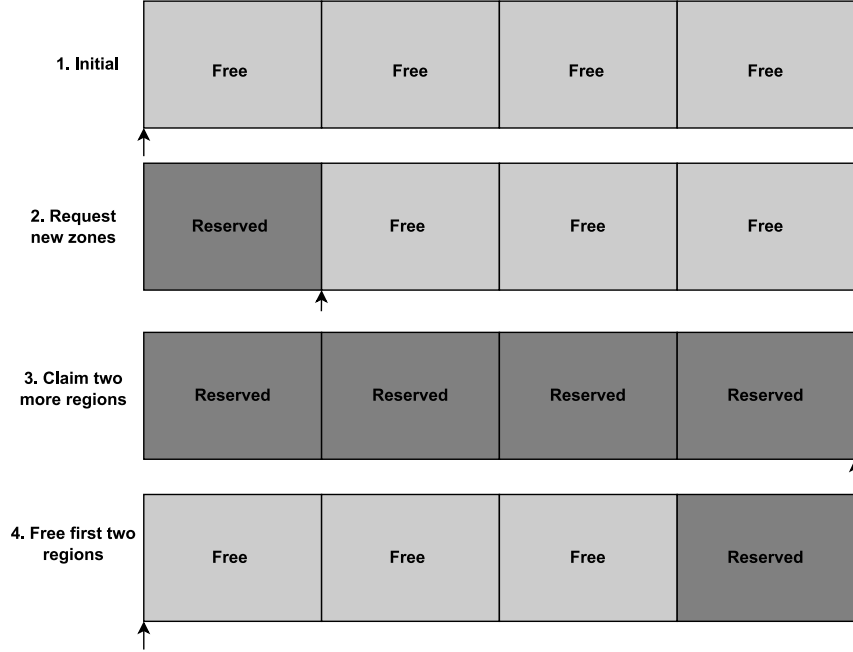 1. Initial
Free Free Free Free
2. Request
new zones
Reserved Free Free Free
3. Claim two
more regions
Reserved Reserved Reserved Reserved
4. Free first two
regions
Free Free Free Reserved